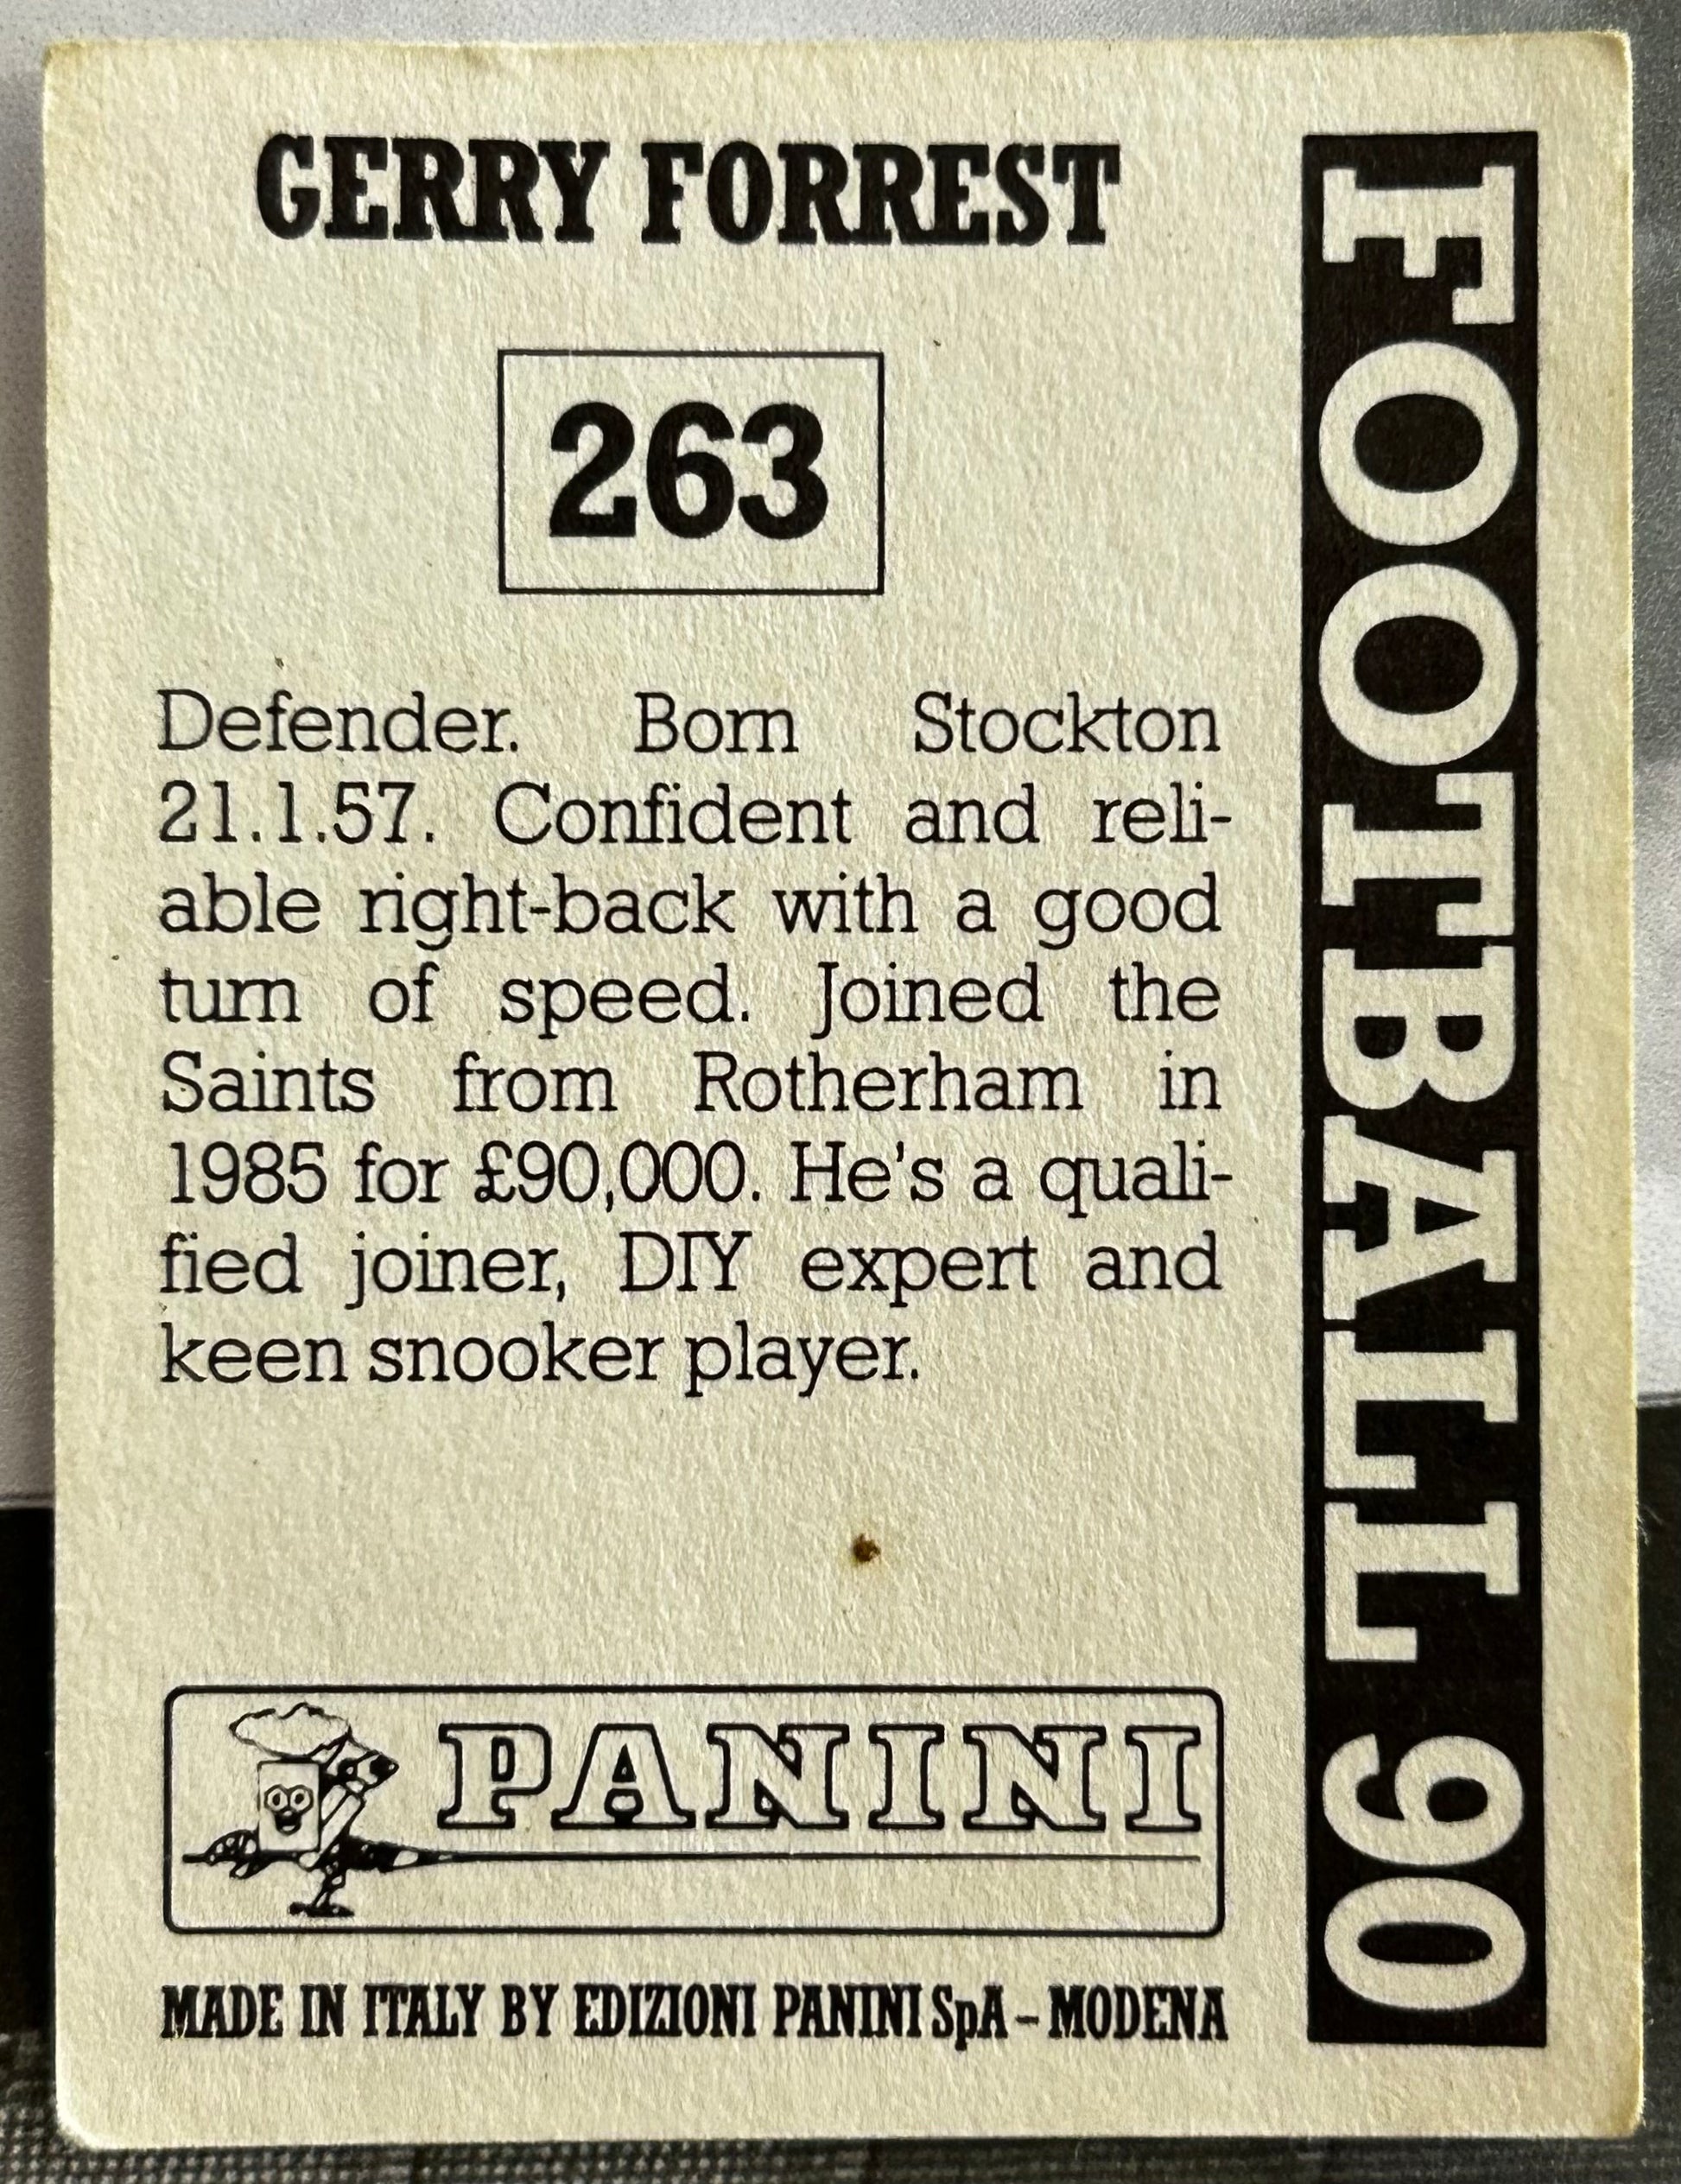 GERRY FORREST
263
Defender. Born Stockton
21.1.57. Confident and reli-
able right-back with a good
turn of speed. Joined the
Saints from Rotherham in
1985 for £90,000. He's a quali-
fied joiner, DIY expert and
keen snooker player.
PANINI
MADE IN ITALY BY EDIZIONI PANINI SpA - MODENA
FOOTBALL 90